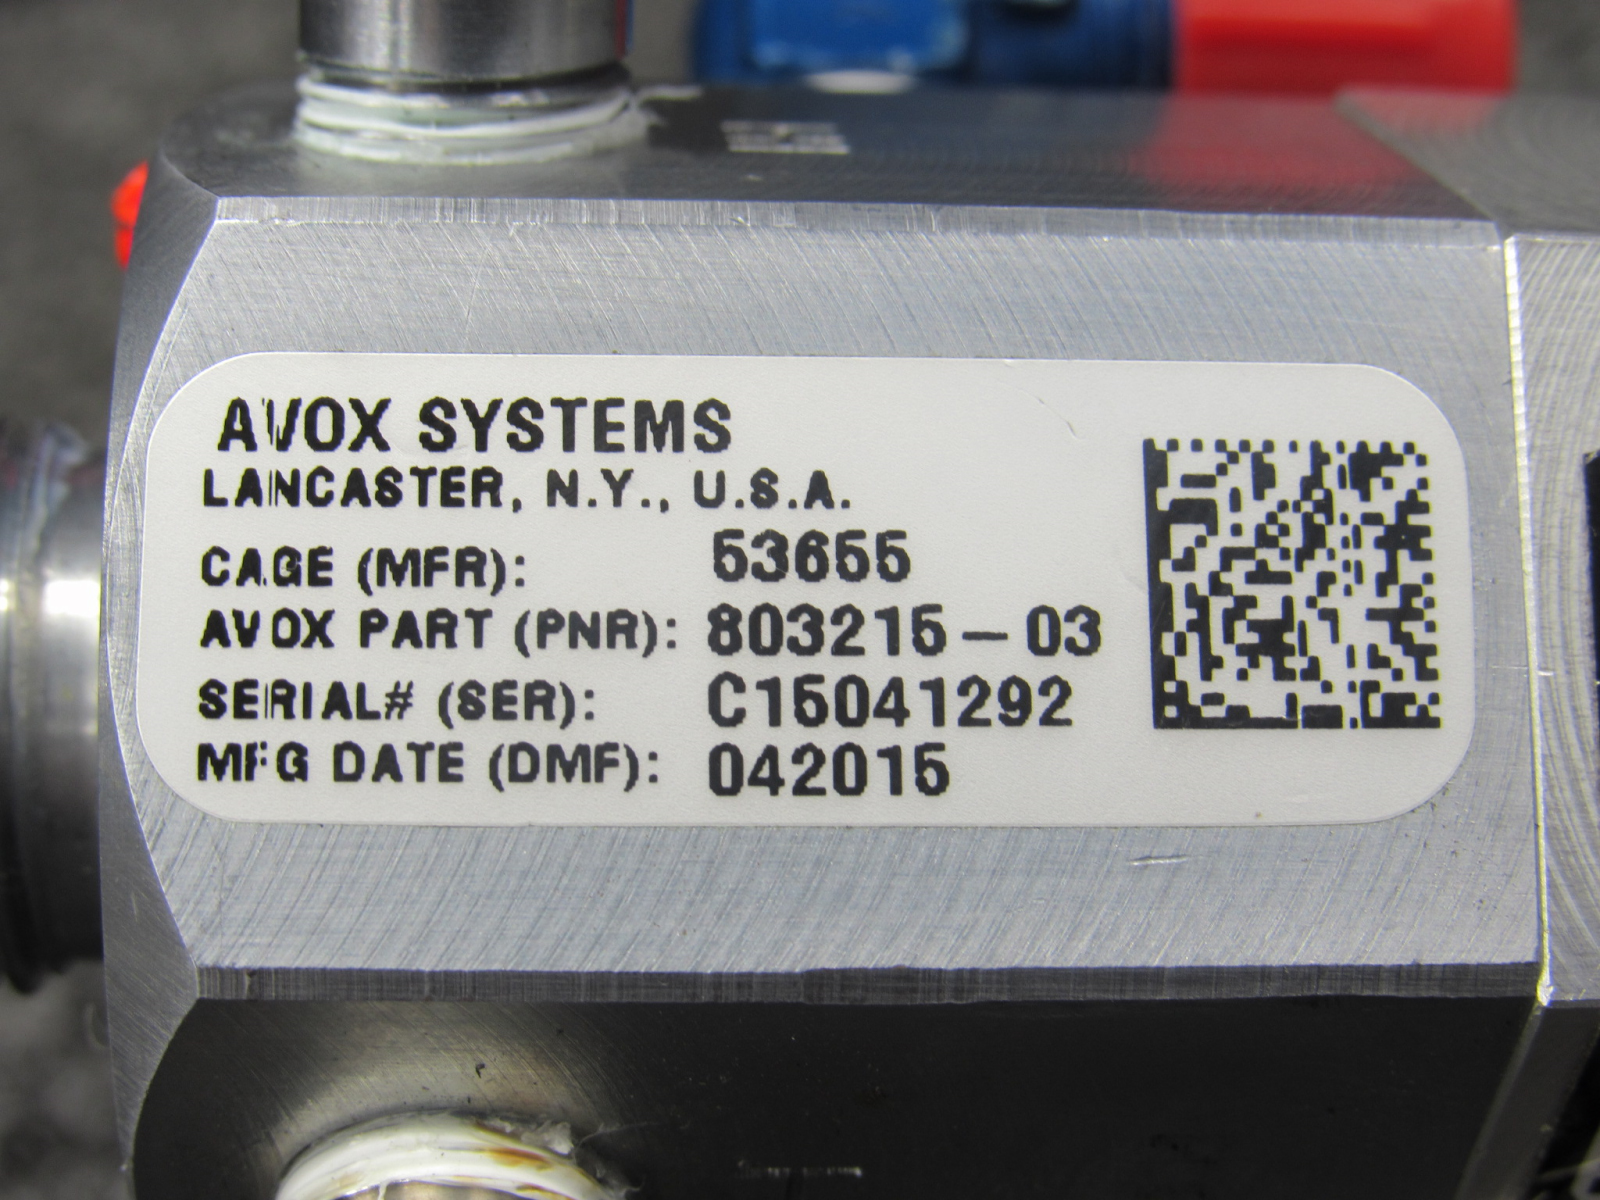 AVOX SYSTEMS
LANCASTER, N.Y., U.S.A.
CAGE (MFR): 53655
AVOX PART (PNR): 803215-03
SERIAL# (SER): C15041292
MFG DATE (DMF): 042015